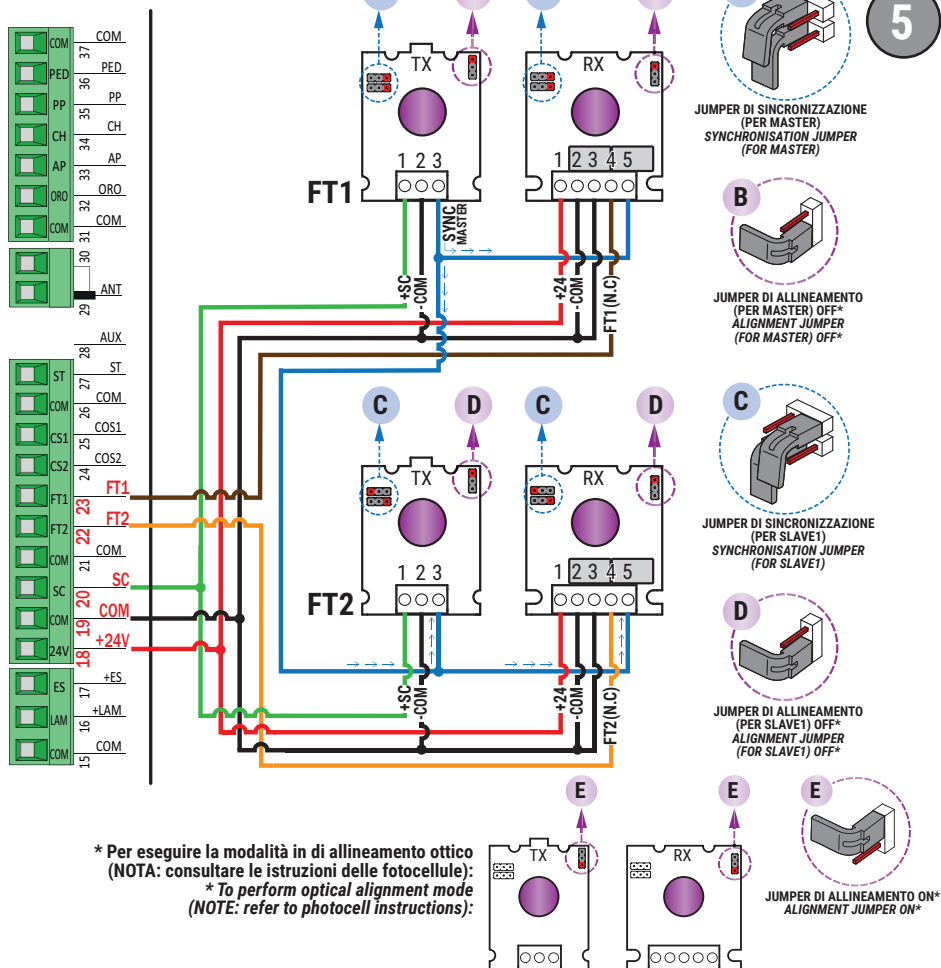 5
JUMPER DI SINCRONIZZAZIONE
(PER MASTER)
SYNCHRONISATION JUMPER
(FOR MASTER)
B
JUMPER DI ALLINEAMENTO
(PER MASTER) OFF*
ALIGNMENT JUMPER
(FOR MASTER) OFF*
C
JUMPER DI SINCRONIZZAZIONE
(PER SLAVE1)
SYNCHRONISATION JUMPER
(FOR SLAVE1)
D
JUMPER DI ALLINEAMENTO
(PER SLAVE1) OFF*
ALIGNMENT JUMPER
(FOR SLAVE1) OFF*
E
JUMPER DI ALLINEAMENTO ON*
ALIGNMENT JUMPER ON*
COM 37 COM
PED 36 PED
PP 35 PP
CH 34 CH
AP 33 AP
ORO 32 ORO
COM 31 COM
30
29 ANT
28 AUX
ST 27 ST
COM 26 COM
CS1 25 COS1
CS2 24 COS2
FT1 23 FT1
FT2 22 FT2
COM 21 COM
SC 20 SC
COM 19 COM
24V 18 +24V
ES 17 +ES
LAM 16 +LAM
COM 15 COM
TX
1 2 3
FT1
RX
1 2 3 4 5
SYNC
MASTER
+SC
-COM
+24
-COM
FT1(N.C)
C
D
C
D
TX
1 2 3
FT2
RX
1 2 3 4 5
+SC
-COM
+24
-COM
FT2(N.C)
* Per eseguire la modalità in di allineamento ottico
(NOTA: consultare le istruzioni delle fotocellule):
* To perform optical alignment mode
(NOTE: refer to photocell instructions):
E
TX
E
RX